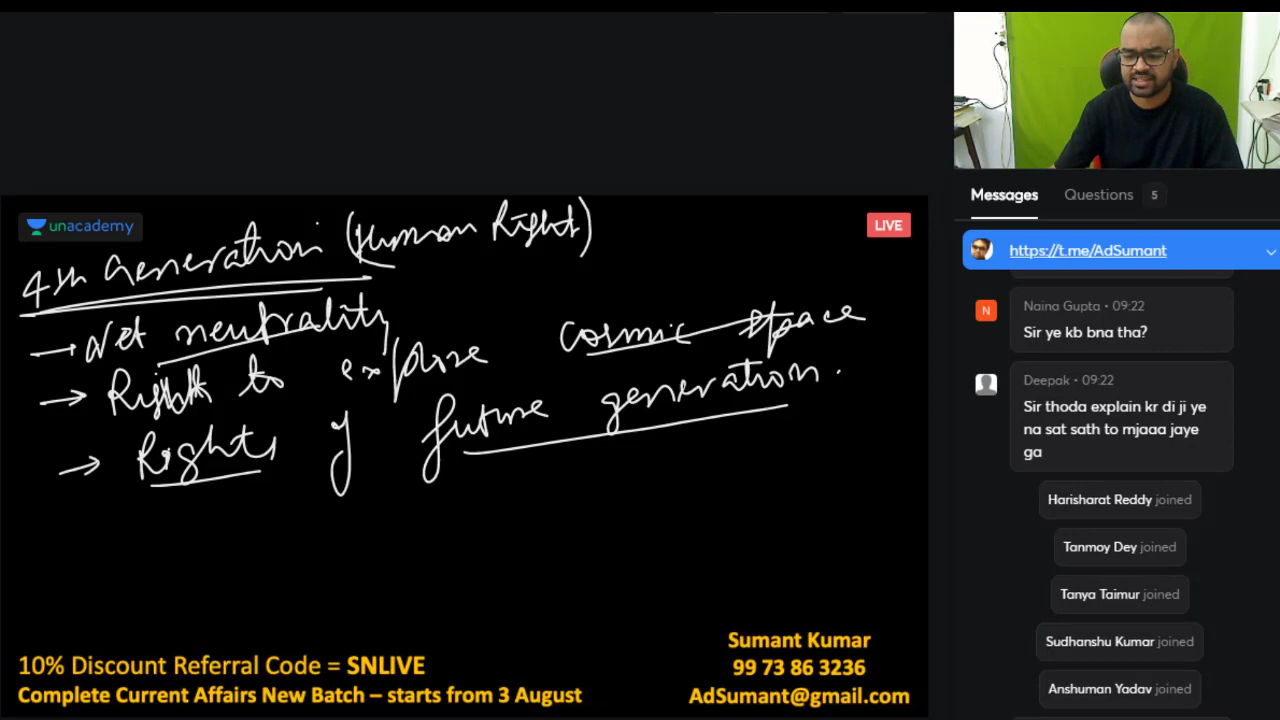 unacademy
LIVE
4th Generation (Human Right)
→ Net neutrality
→ Right to explore cosmic space
→ Rights of future generation.
10% Discount Referral Code = SNLIVE
Complete Current Affairs New Batch – starts from 3 August
Sumant Kumar
99 73 86 3236
AdSumant@gmail.com
Messages
Questions 5
https://t.me/AdSumant
N
Naina Gupta • 09:22
Sir ye kb bna tha?
Deepak • 09:22
Sir thoda explain kr di ji ye
na sat sath to mjaaa jaye
ga
Harisharat Reddy joined
Tanmoy Dey joined
Tanya Taimur joined
Sudhanshu Kumar joined
Anshuman Yadav joined